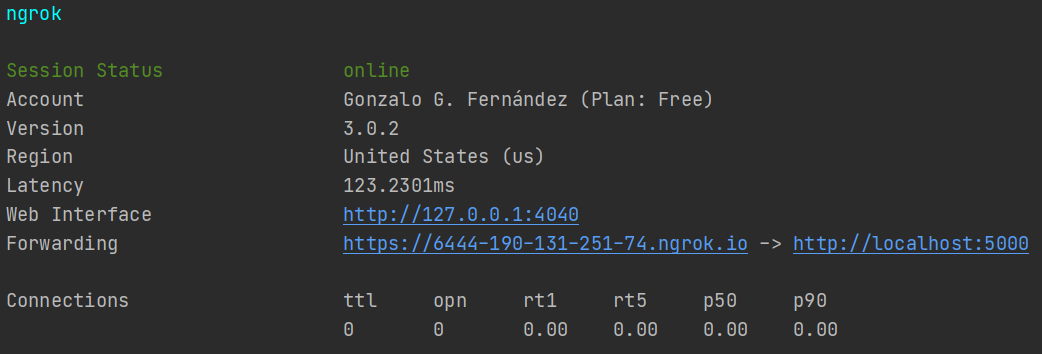 ngrok
Session Status online
Account Gonzalo G. Fernández (Plan: Free)
Version 3.0.2
Region United States (us)
Latency 123.2301ms
Web Interface http://127.0.0.1:4040
Forwarding https://6444-190-131-251-74.ngrok.io -> http://localhost:5000
Connections ttl opn rt1 rt5 p50 p90
0 0 0.00 0.00 0.00 0.00